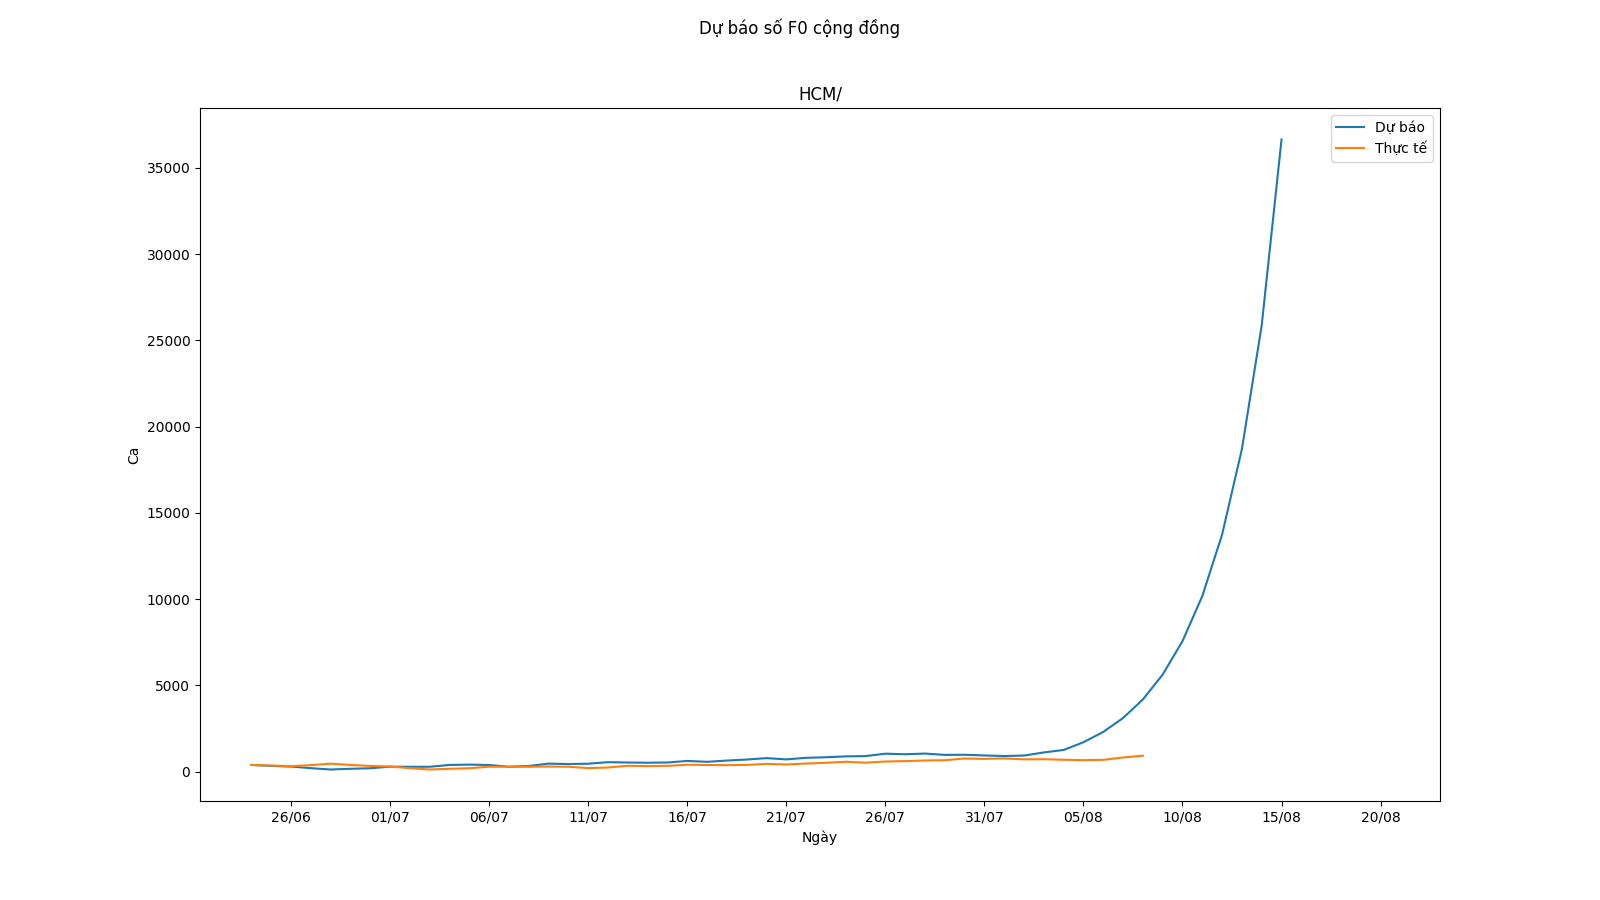 Dự báo số F0 cộng đồng
HCM/
Dự báo
Thực tế
35000
30000
25000
20000
15000
10000
5000
0
Ca
26/06 01/07 06/07 11/07 16/07 21/07 26/07 31/07 05/08 10/08 15/08 20/08
Ngày